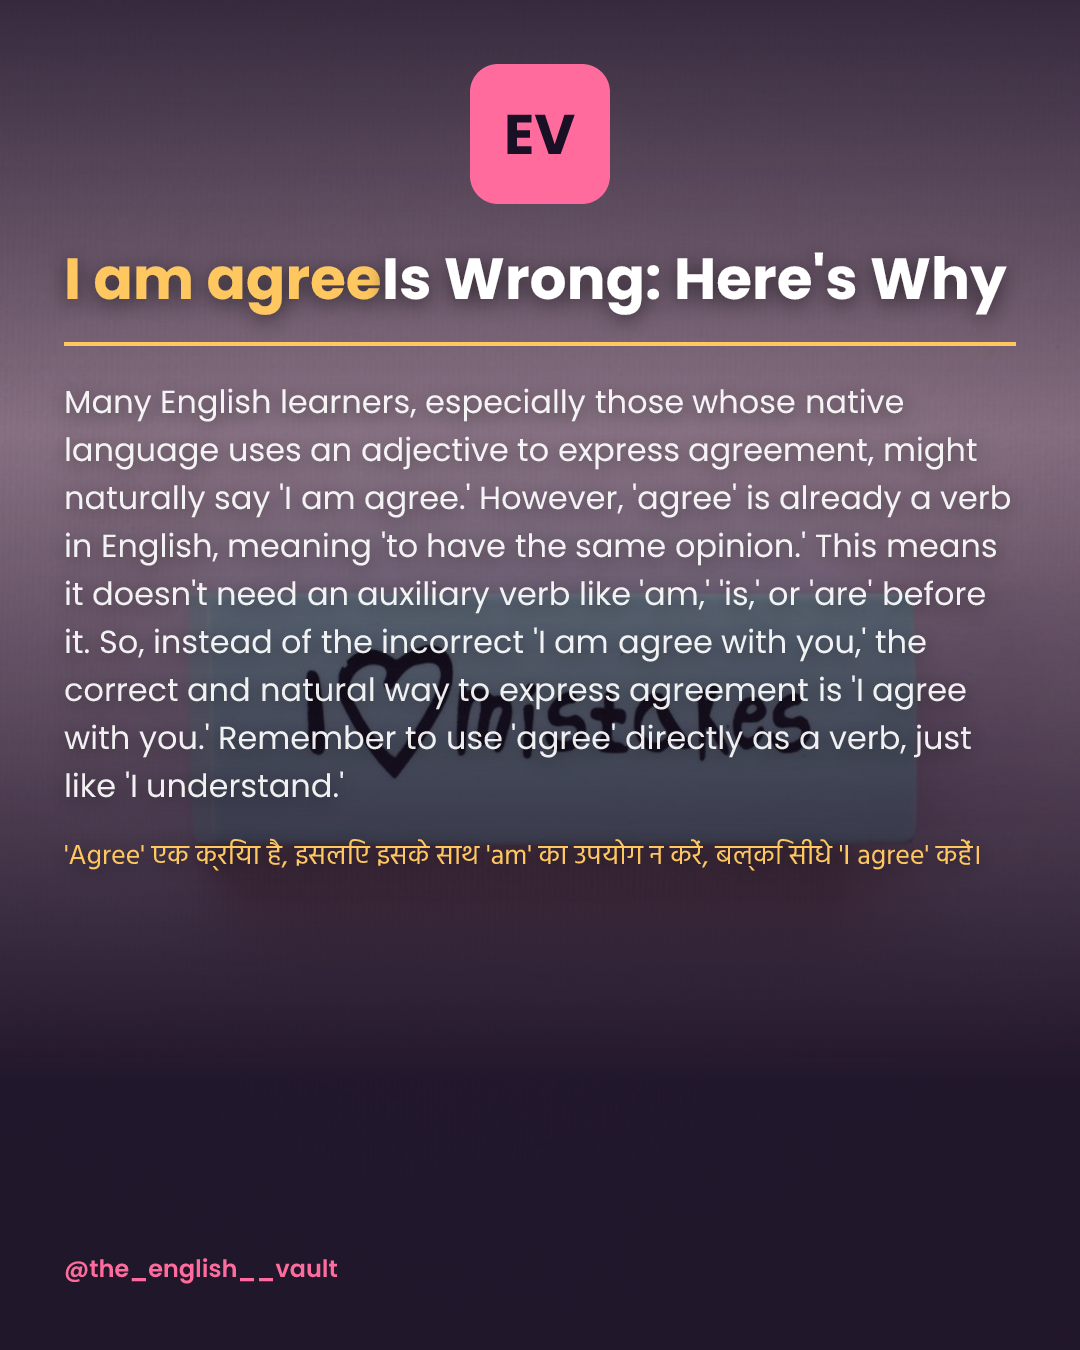 EV
I am agreeIs Wrong: Here's Why
Many English learners, especially those whose native
language uses an adjective to express agreement, might
naturally say 'I am agree.' However, 'agree' is already a verb
in English, meaning 'to have the same opinion.' This means
it doesn't need an auxiliary verb like 'am,' 'is,' or 'are' before
it. So, instead of the incorrect 'I am agree with you,' the
correct and natural way to express agreement is 'I agree
with you.' Remember to use 'agree' directly as a verb, just
like 'I understand.'
I ♥ mistakes
'Agree' एक क्रिया है, इसलिए इसके साथ 'am' का उपयोग न करें, बल्कि सीधे 'I agree' कहें।
@the_english__vault